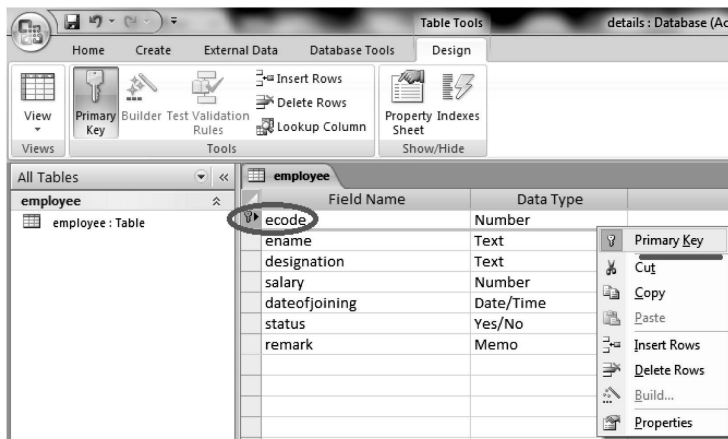 Table Tools
details : Database (Ac
Home Create External Data Database Tools Design
View
Primary Key
Builder
Test Validation Rules
Insert Rows
Delete Rows
Lookup Column
Property Sheet
Indexes
Views Tools Show/Hide
All Tables
employee
employee : Table
employee
Field Name Data Type
ecode Number
ename Text
designation Text
salary Number
dateofjoining Date/Time
status Yes/No
remark Memo
Primary Key
Cut
Copy
Paste
Insert Rows
Delete Rows
Build...
Properties